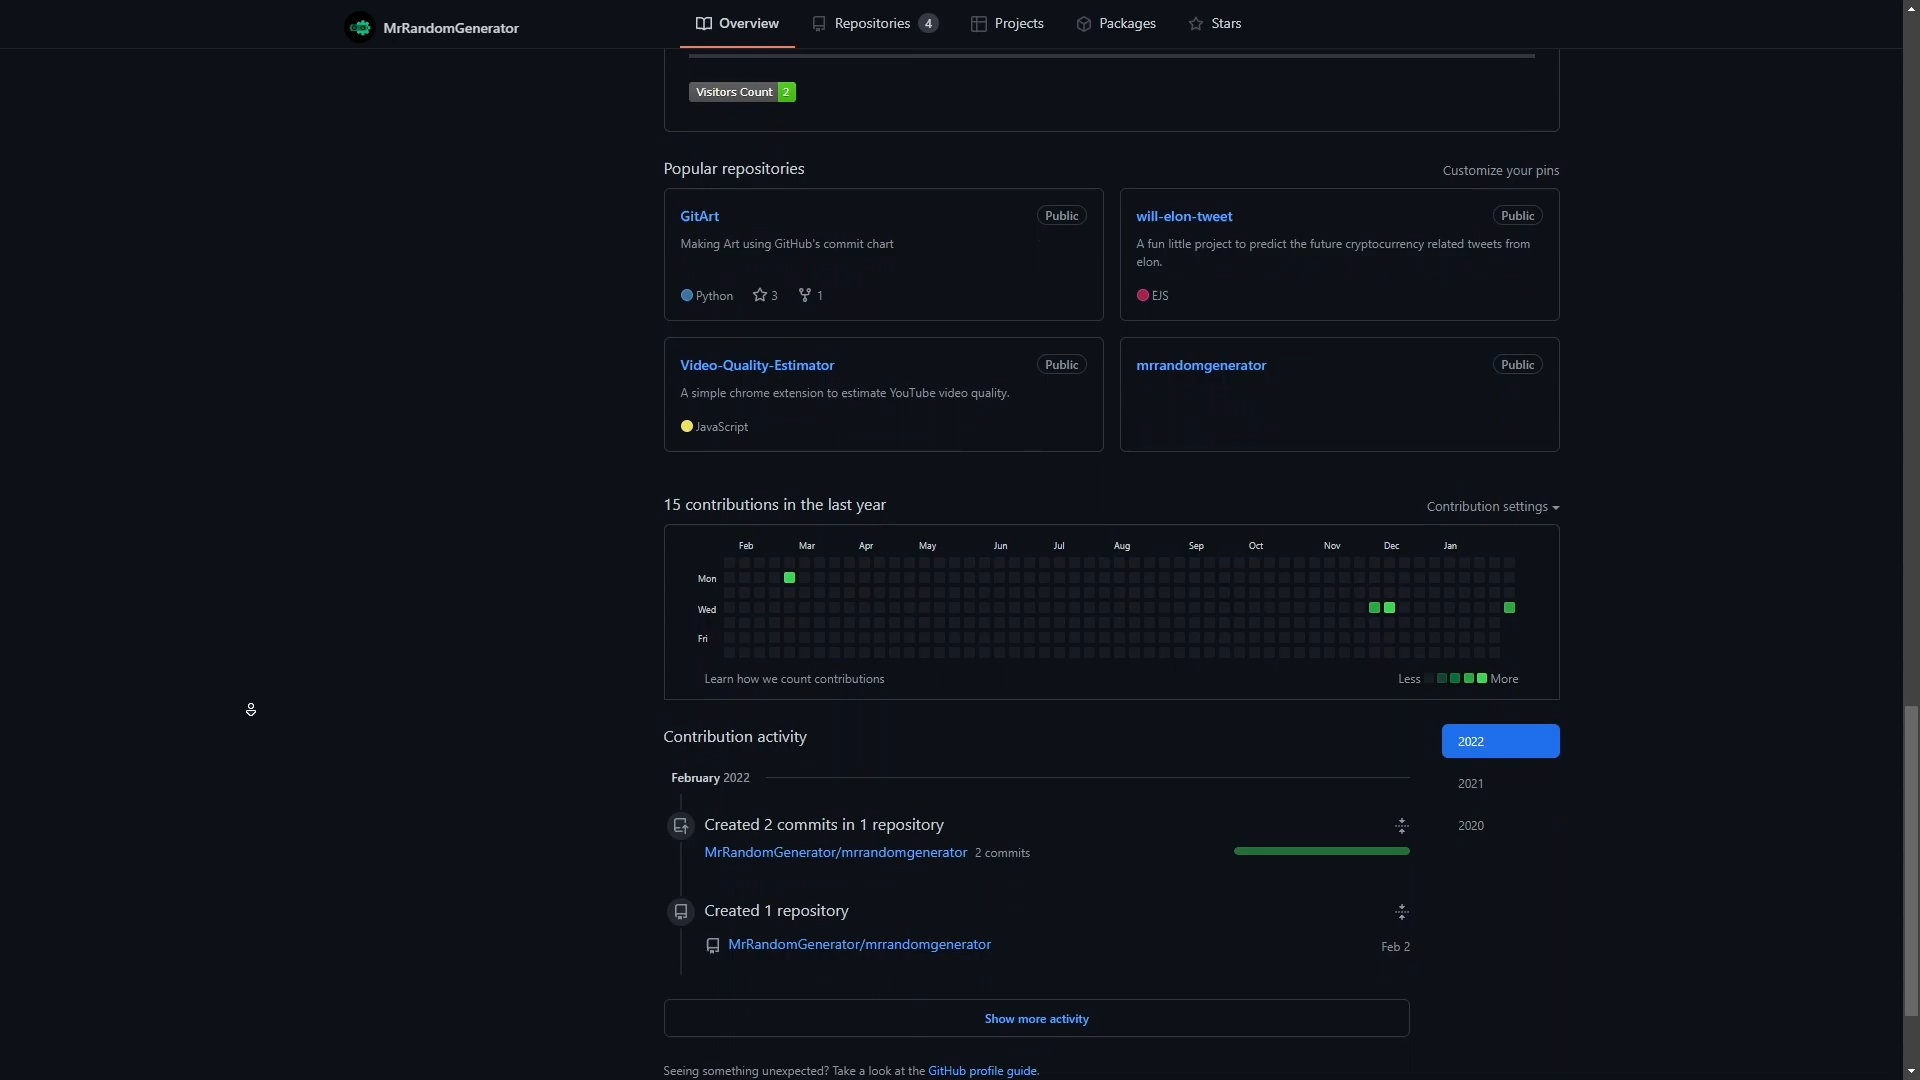 MrRandomGenerator
Overview
Repositories 4
Projects
Packages
Stars
Visitors Count 2
Popular repositories
Customize your pins
GitArt
Public
Making Art using GitHub's commit chart
Python 3 1
will-elon-tweet
Public
A fun little project to predict the future cryptocurrency related tweets from
elon.
EJS
Video-Quality-Estimator
Public
A simple chrome extension to estimate YouTube video quality.
JavaScript
mrrandomgenerator
Public
15 contributions in the last year
Contribution settings
Feb Mar Apr May Jun Jul Aug Sep Oct Nov Dec Jan
Mon
Wed
Fri
Learn how we count contributions
Less More
Contribution activity
2022
2021
2020
February 2022
Created 2 commits in 1 repository
MrRandomGenerator/mrrandomgenerator 2 commits
Created 1 repository
MrRandomGenerator/mrrandomgenerator
Feb 2
Show more activity
Seeing something unexpected? Take a look at the GitHub profile guide.